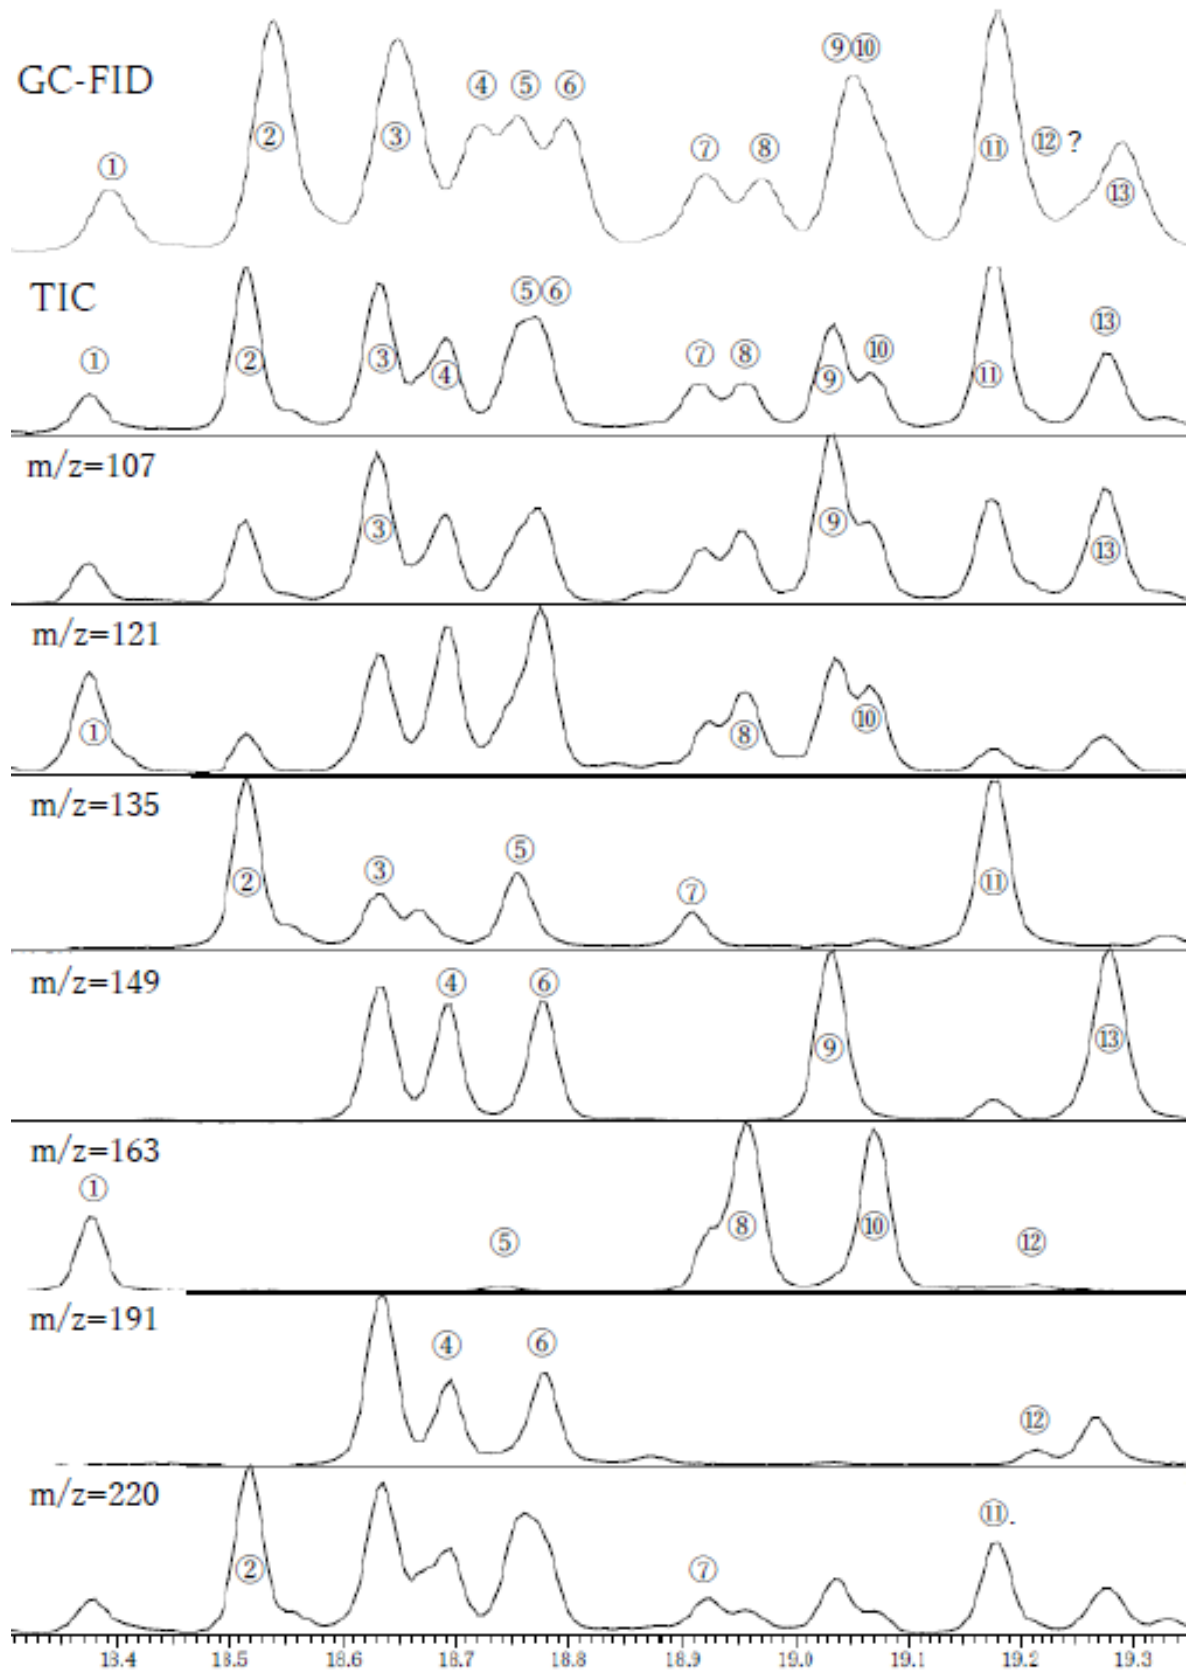 GC-FID
① ② ③ ④ ⑤ ⑥ ⑦ ⑧ ⑨⑩ ⑪ ⑫? ⑬
TIC
① ② ③ ④ ⑤⑥ ⑦ ⑧ ⑨ ⑩ ⑪ ⑬
m/z=107
③ ⑨ ⑬
m/z=121
① ⑧ ⑩
m/z=135
② ③ ⑤ ⑦ ⑪
m/z=149
④ ⑥ ⑨ ⑬
m/z=163
① ⑤ ⑧ ⑩ ⑫
m/z=191
④ ⑥ ⑫
m/z=220
② ⑦ ⑪.
18.4 18.5 18.6 18.7 18.8 18.9 19.0 19.1 19.2 19.3